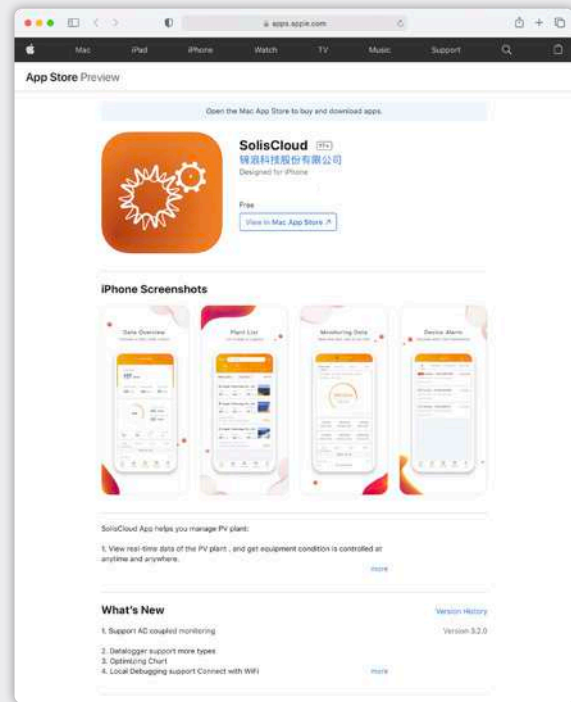 apps.apple.com
Mac iPad iPhone Watch TV Music Support
App Store Preview
Open the Mac App Store to buy and download apps.
SolisCloud 17+
锦浪科技股份有限公司
Designed for iPhone
Free
View in Mac App Store ↗
iPhone Screenshots
Data Overview
Plant List
Monitoring Data
Device Alarm
SolisCloud App helps you manage PV plant:
1. View real-time data of the PV plant , and get equipment condition is controlled at
anytime and anywhere.
more
What's New
Version History
1. Support AC coupled monitoring
Version 3.2.0
2. Datalogger support more types
3. Optimizing Chart
4. Local Debugging support Connect with WiFi
more